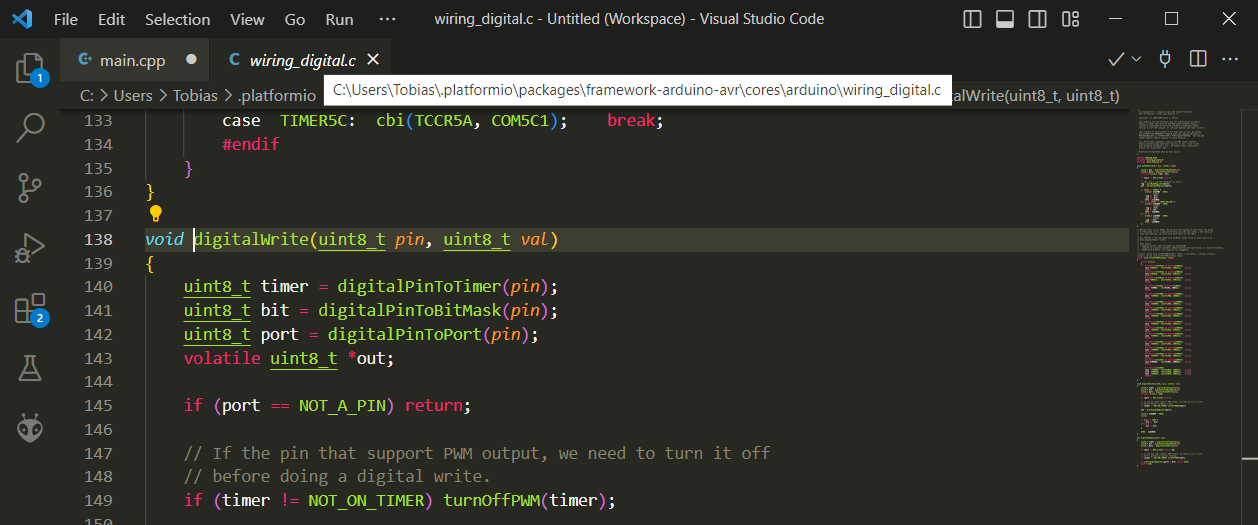 File Edit Selection View Go Run ··· wiring_digital.c - Untitled (Workspace) - Visual Studio Code
main.cpp ● C wiring_digital.c
C:\Users\Tobias\.platformio\packages\framework-arduino-avr\cores\arduino\wiring_digital.c
C: > Users > Tobias > .platformio talWrite(uint8_t, uint8_t)
1
2
133 case TIMER5C: cbi(TCCR5A, COM5C1); break;
134 #endif
135 }
136 }
137
138 void digitalWrite(uint8_t pin, uint8_t val)
139 {
140 uint8_t timer = digitalPinToTimer(pin);
141 uint8_t bit = digitalPinToBitMask(pin);
142 uint8_t port = digitalPinToPort(pin);
143 volatile uint8_t *out;
144
145 if (port == NOT_A_PIN) return;
146
147 // If the pin that support PWM output, we need to turn it off
148 // before doing a digital write.
149 if (timer != NOT_ON_TIMER) turnOffPWM(timer);
150